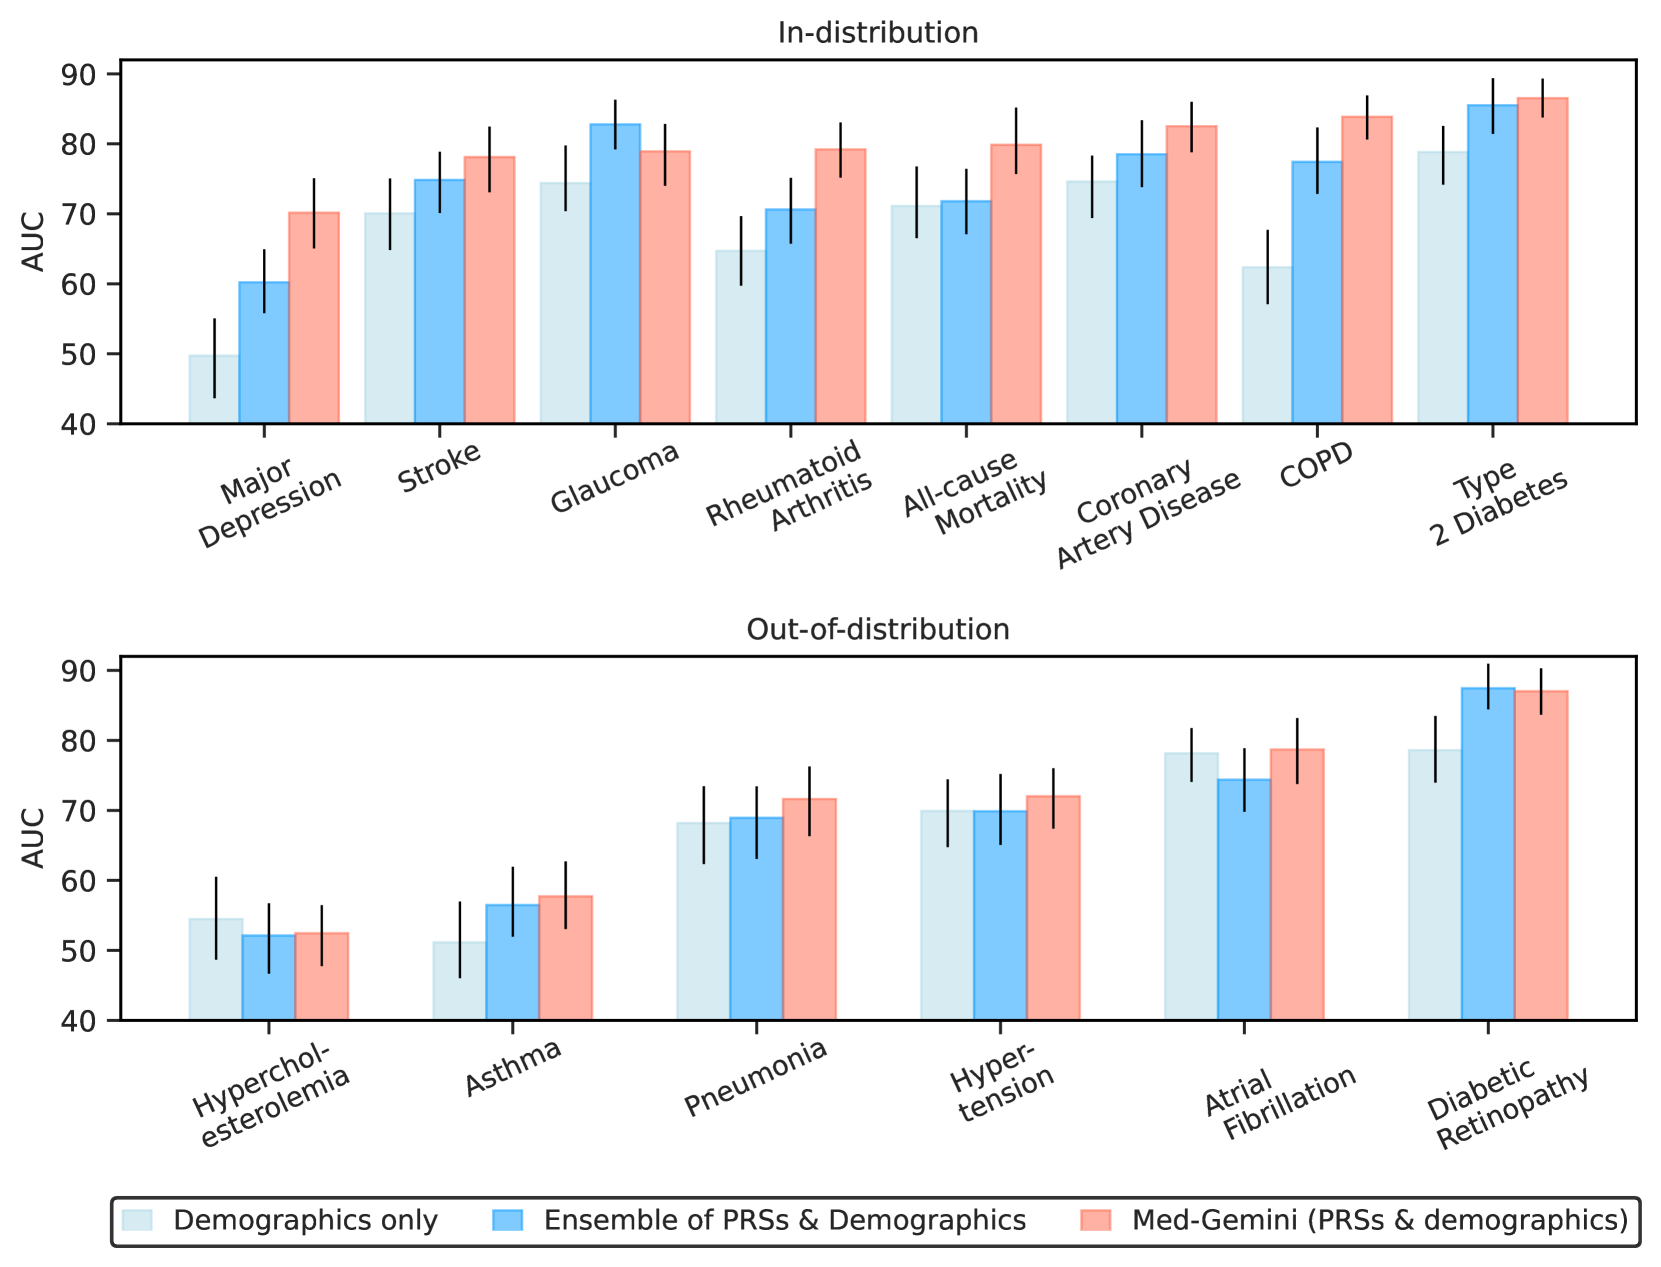 In-distribution
AUC
90
80
70
60
50
40
Major
Depression
Stroke
Glaucoma
Rheumatoid
Arthritis
All-cause
Mortality
Coronary
Artery Disease
COPD
Type
2 Diabetes
Out-of-distribution
AUC
90
80
70
60
50
40
Hyperchol-
esterolemia
Asthma
Pneumonia
Hyper-
tension
Atrial
Fibrillation
Diabetic
Retinopathy
Demographics only
Ensemble of PRSs & Demographics
Med-Gemini (PRSs & demographics)